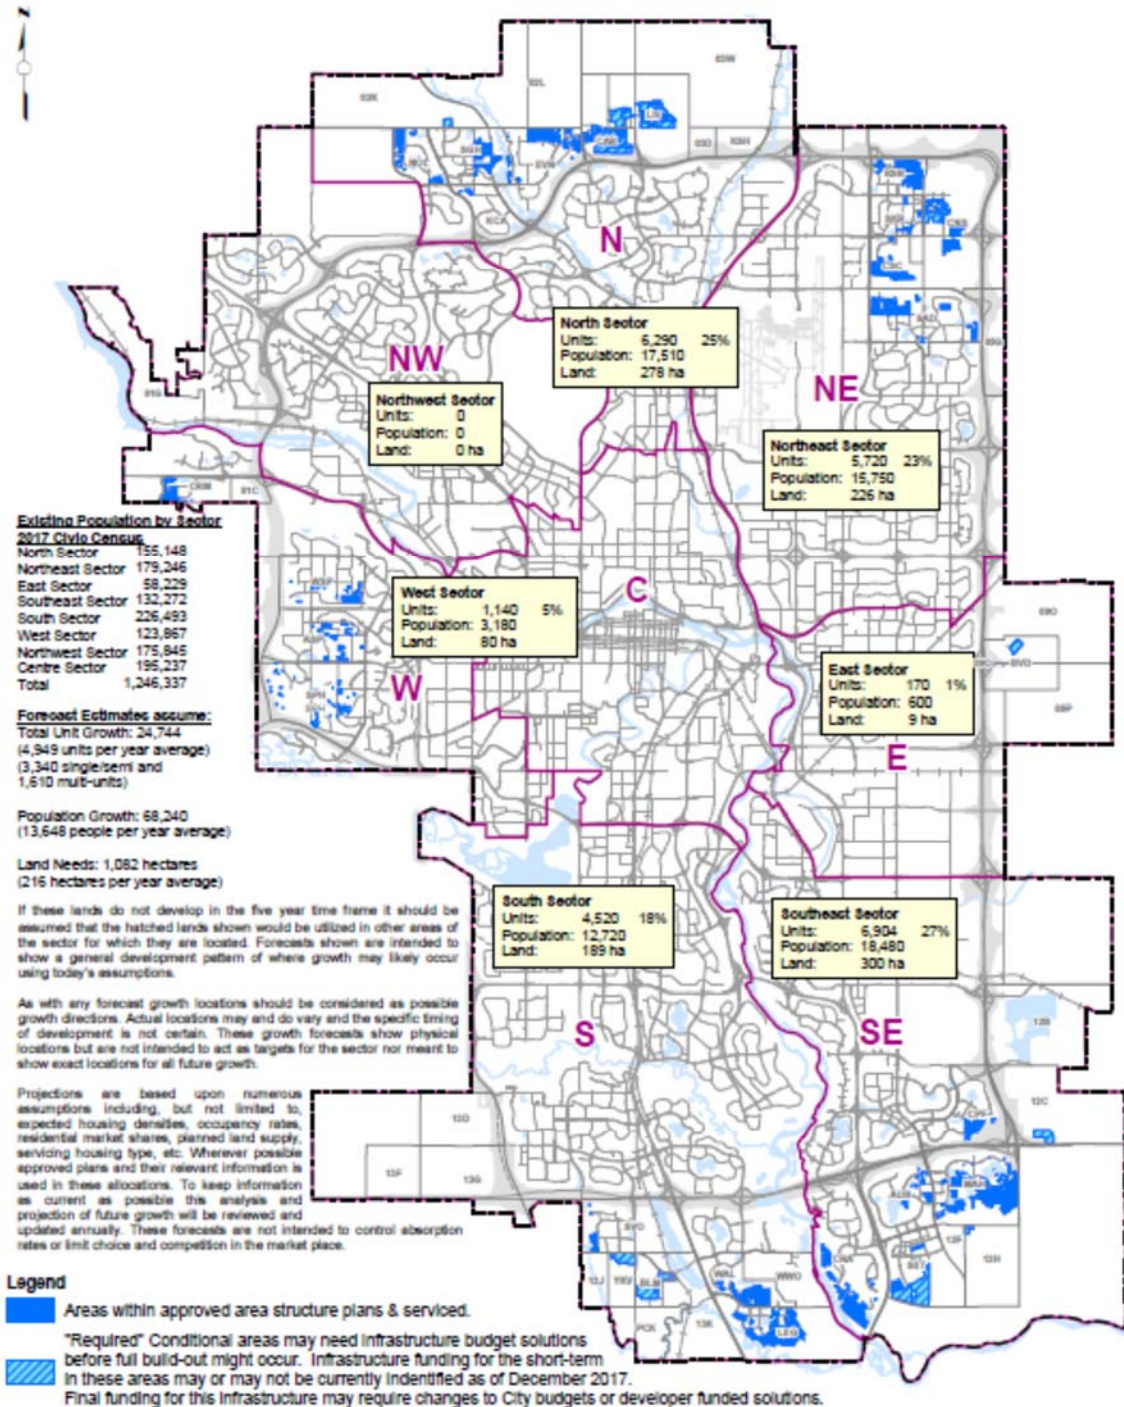 N
02K
02L
02W
N
North Sector
Units: 6,290 25%
Population: 17,510
Land: 278 ha
NW
Northwest Sector
Units: 0
Population: 0
Land: 0 ha
NE
Northeast Sector
Units: 5,720 23%
Population: 15,750
Land: 226 ha
Existing Population by Sector
2017 Civic Census
North Sector 155,148
Northeast Sector 179,246
East Sector 58,229
Southeast Sector 132,272
South Sector 226,493
West Sector 123,867
Northwest Sector 175,845
Centre Sector 195,237
Total 1,246,337
C
West Sector
Units: 1,140 5%
Population: 3,180
Land: 80 ha
W
East Sector
Units: 170 1%
Population: 600
Land: 9 ha
E
Forecast Estimates assume:
Total Unit Growth: 24,744
(4,949 units per year average)
(3,340 single/semi and
1,610 multi-units)
Population Growth: 68,240
(13,648 people per year average)
Land Needs: 1,082 hectares
(216 hectares per year average)
South Sector
Units: 4,520 18%
Population: 12,720
Land: 189 ha
Southeast Sector
Units: 6,904 27%
Population: 18,480
Land: 300 ha
S
SE
If these lands do not develop in the five year time frame it should be
assumed that the hatched lands shown would be utilized in other areas of
the sector for which they are located. Forecasts shown are intended to
show a general development pattern of where growth may likely occur
using today's assumptions.
As with any forecast growth locations should be considered as possible
growth directions. Actual locations may and do vary and the specific timing
of development is not certain. These growth forecasts show physical
locations but are not intended to act as targets for the sector nor meant to
show exact locations for all future growth.
Projections are based upon numerous
assumptions including, but not limited to,
expected housing densities, occupancy rates,
residential market shares, planned land supply,
servicing housing type, etc. Wherever possible
approved plans and their relevant information is
used in these allocations. To keep information
as current as possible this analysis and
projection of future growth will be reviewed and
updated annually. These forecasts are not intended to control absorption
rates or limit choice and competition in the market place.
12B
12C
13D
13F
13G
13H
13J
13K
WAL
WWO
LEG
Legend
Areas within approved area structure plans & serviced.
"Required" Conditional areas may need infrastructure budget solutions
before full build-out might occur. Infrastructure funding for the short-term
in these areas may or may not be currently indentified as of December 2017.
Final funding for this infrastructure may require changes to City budgets or developer funded solutions.